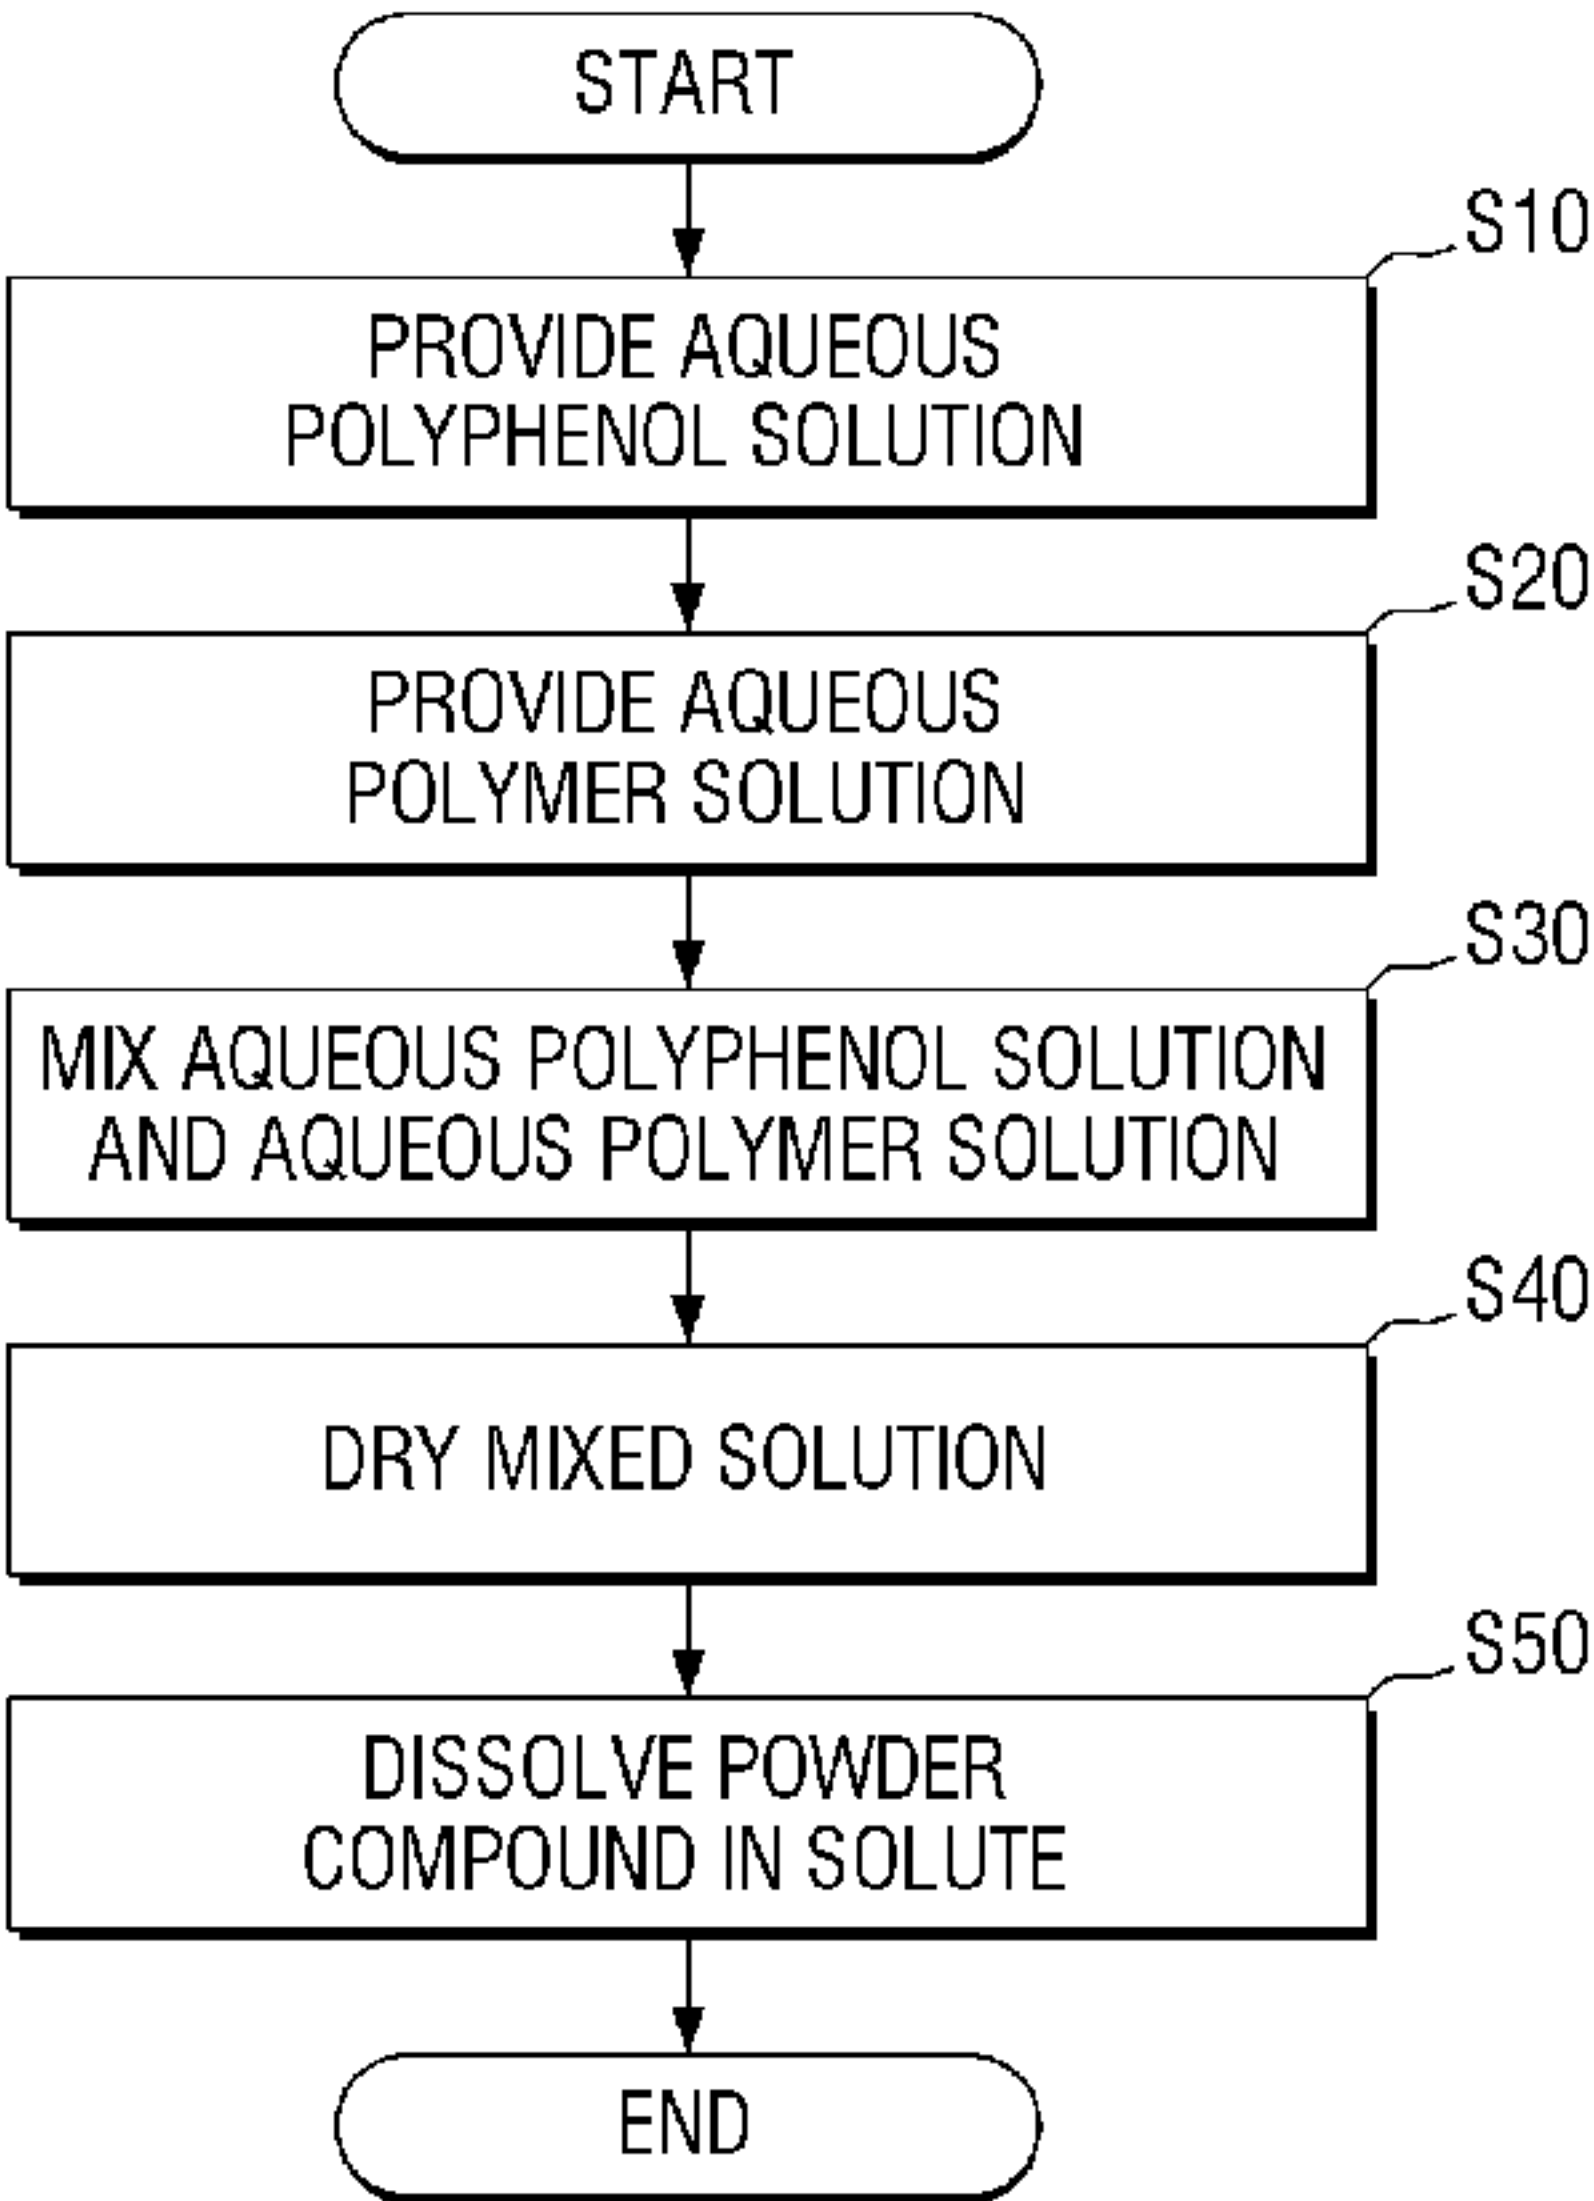 START
S10
PROVIDE AQUEOUS
POLYPHENOL SOLUTION
S20
PROVIDE AQUEOUS
POLYMER SOLUTION
S30
MIX AQUEOUS POLYPHENOL SOLUTION
AND AQUEOUS POLYMER SOLUTION
S40
DRY MIXED SOLUTION
S50
DISSOLVE POWDER
COMPOUND IN SOLUTE
END